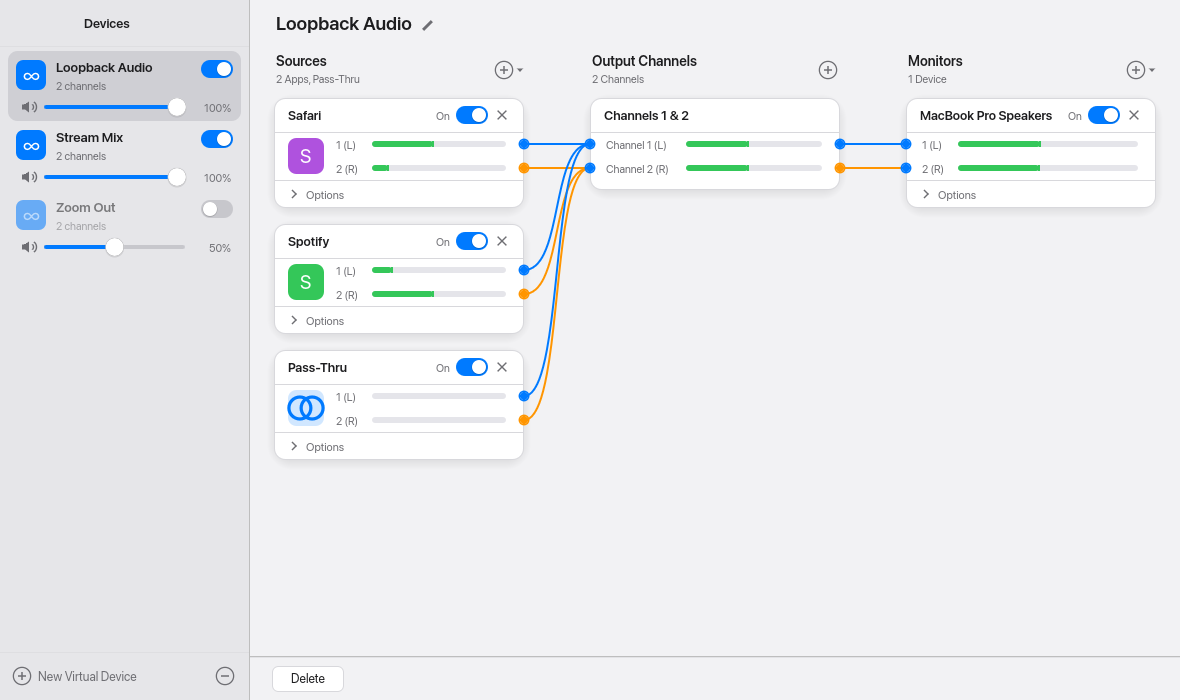 Devices
Loopback Audio
2 channels
100%
Stream Mix
2 channels
100%
Zoom Out
2 channels
50%
New Virtual Device
Loopback Audio
Sources
2 Apps, Pass-Thru
Safari
On
S
1 (L)
2 (R)
Options
Spotify
On
S
1 (L)
2 (R)
Options
Pass-Thru
On
1 (L)
2 (R)
Options
Output Channels
2 Channels
Channels 1 & 2
Channel 1 (L)
Channel 2 (R)
Monitors
1 Device
MacBook Pro Speakers
On
1 (L)
2 (R)
Options
Delete